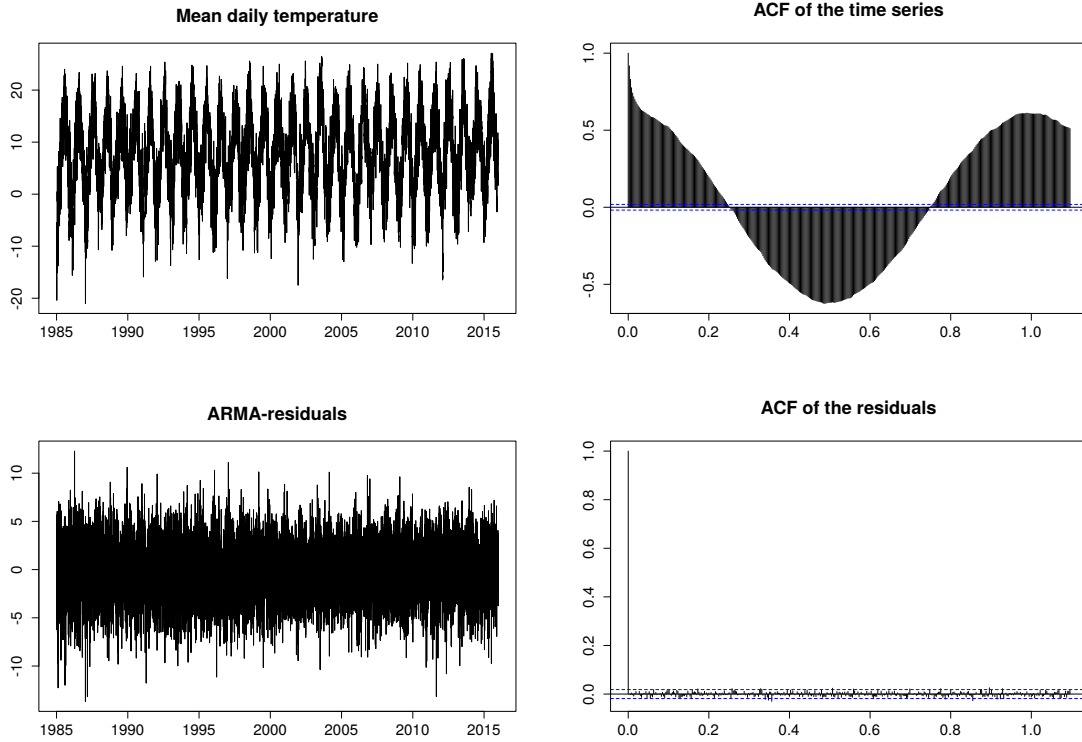 Mean daily temperature
20
10
0
-10
-20
1985 1990 1995 2000 2005 2010 2015
ACF of the time series
1.0
0.5
0.0
-0.5
0.0 0.2 0.4 0.6 0.8 1.0
ARMA-residuals
10
5
0
-5
-10
1985 1990 1995 2000 2005 2010 2015
ACF of the residuals
1.0
0.8
0.6
0.4
0.2
0.0
0.0 0.2 0.4 0.6 0.8 1.0